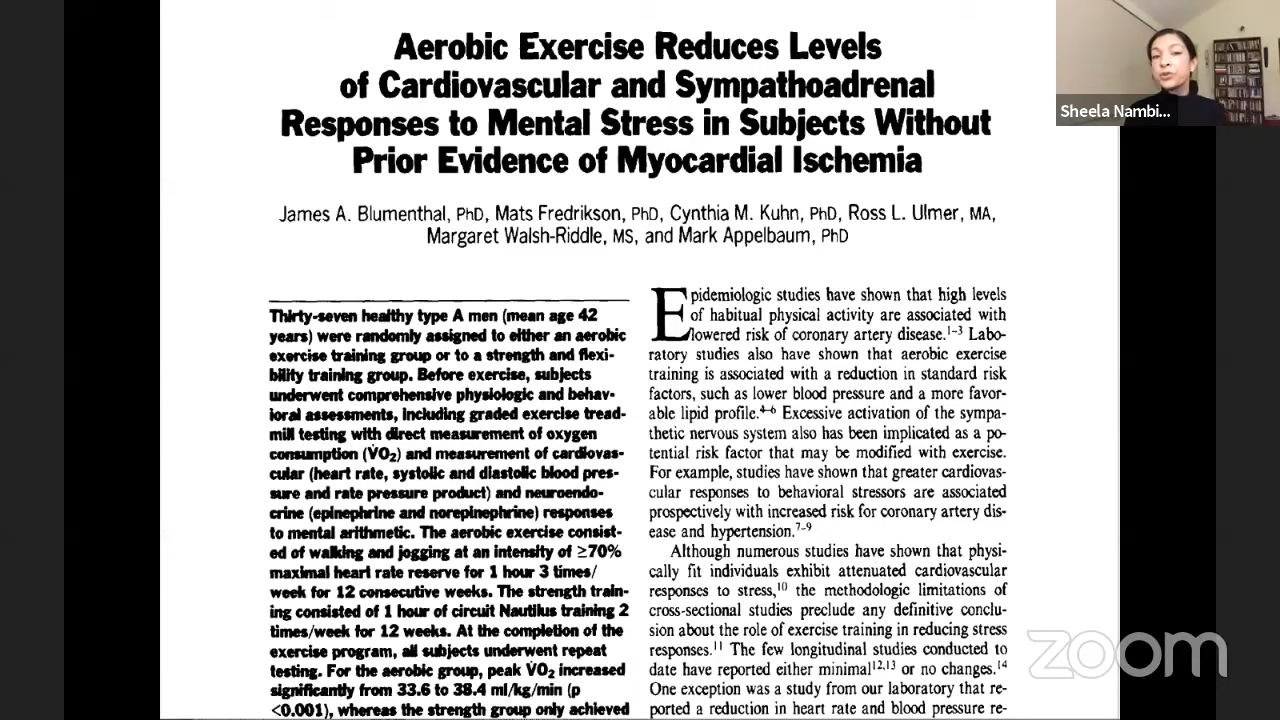 Aerobic Exercise Reduces Levels
of Cardiovascular and Sympathoadrenal
Responses to Mental Stress in Subjects Without
Prior Evidence of Myocardial Ischemia
James A. Blumenthal, PhD, Mats Fredrikson, PhD, Cynthia M. Kuhn, PhD, Ross L. Ulmer, MA,
Margaret Walsh-Riddle, MS, and Mark Appelbaum, PhD
Thirty-seven healthy type A men (mean age 42
years) were randomly assigned to either an aerobic
exercise training group or to a strength and flexi-
bility training group. Before exercise, subjects
underwent comprehensive physiologic and behav-
ioral assessments, including graded exercise tread-
mill testing with direct measurement of oxygen
consumption (V̇O₂) and measurement of cardiovas-
cular (heart rate, systolic and diastolic blood pres-
sure and rate pressure product) and neuroendo-
crine (epinephrine and norepinephrine) responses
to mental arithmetic. The aerobic exercise consist-
ed of walking and jogging at an intensity of ≥70%
maximal heart rate reserve for 1 hour 3 times/
week for 12 consecutive weeks. The strength train-
ing consisted of 1 hour of circuit Nautilus training 2
times/week for 12 weeks. At the completion of the
exercise program, all subjects underwent repeat
testing. For the aerobic group, peak V̇O₂ increased
significantly from 33.6 to 38.4 ml/kg/min (p
<0.001), whereas the strength group only achieved
Epidemiologic studies have shown that high levels
of habitual physical activity are associated with
lowered risk of coronary artery disease.¹⁻³ Labo-
ratory studies also have shown that aerobic exercise
training is associated with a reduction in standard risk
factors, such as lower blood pressure and a more favor-
able lipid profile.⁴⁻⁶ Excessive activation of the sympa-
thetic nervous system also has been implicated as a po-
tential risk factor that may be modified with exercise.
For example, studies have shown that greater cardiovas-
cular responses to behavioral stressors are associated
prospectively with increased risk for coronary artery dis-
ease and hypertension.⁷⁻⁹
Although numerous studies have shown that physi-
cally fit individuals exhibit attenuated cardiovascular
responses to stress,¹⁰ the methodologic limitations of
cross-sectional studies preclude any definitive conclu-
sion about the role of exercise training in reducing stress
responses.¹¹ The few longitudinal studies conducted to
date have reported either minimal¹²,¹³ or no changes.¹⁴
One exception was a study from our laboratory that re-
ported a reduction in heart rate and blood pressure re-
Sheela Nambi...
zoom